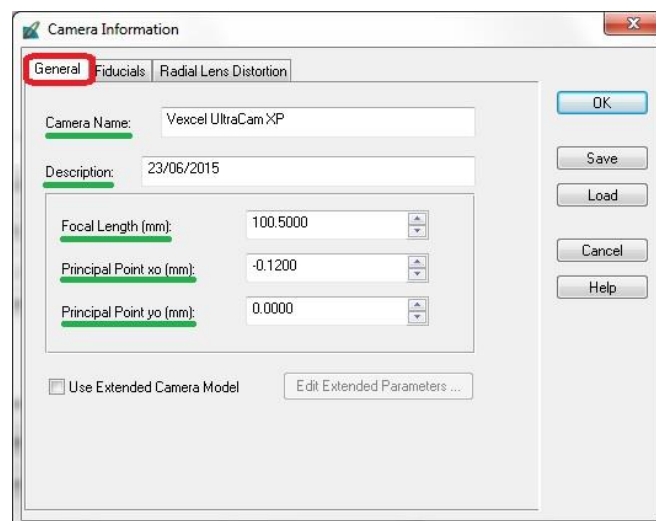 Camera Information
General Fiducials Radial Lens Distortion
Camera Name: Vexcel UltraCam XP
Description: 23/06/2015
Focal Length (mm): 100.5000
Principal Point xo (mm): -0.1200
Principal Point yo (mm): 0.0000
Use Extended Camera Model Edit Extended Parameters ...
OK
Save
Load
Cancel
Help